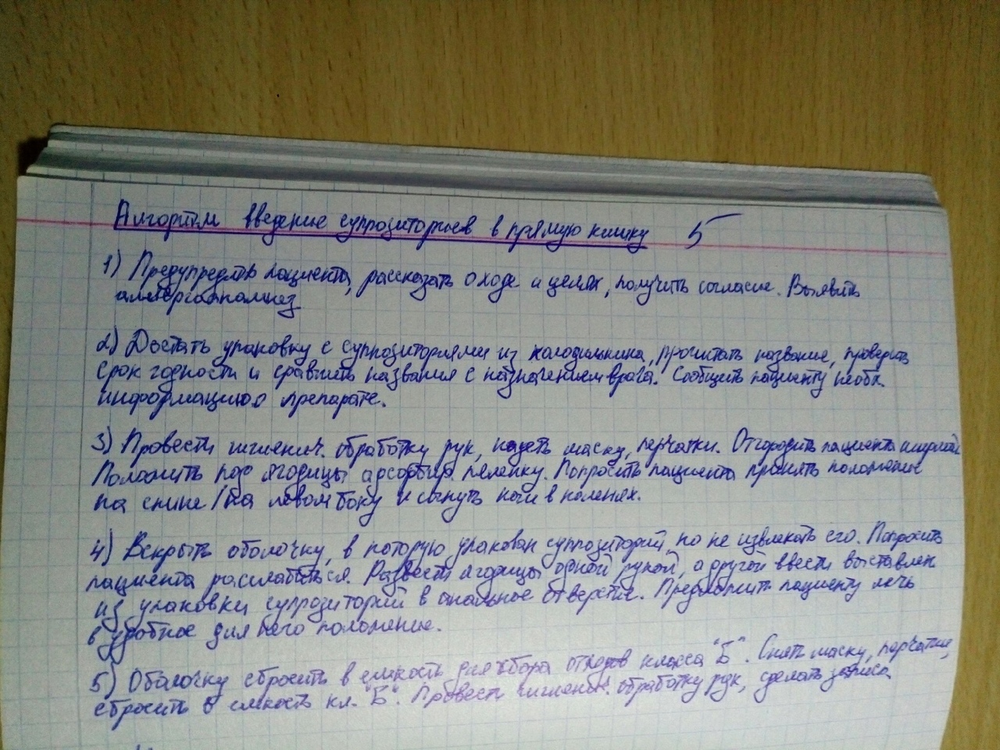 Алгоритм введение суппозиториев в прямую кишку 5
1) Предупредить пациента, рассказать о ходе и целях, получить согласие. Выявить
аллергоанамнез
2) Достать упаковку с суппозиториями из холодильника, прочитать название, проверить
срок годности и сравнить названия с назначением врача. Сообщить пациенту необх.
информацию о препарате.
3) Провести гигиенич. обработку рук, надеть маску, перчатки. Отгородить пациента ширмой
Положить под ягодицы адсорбир. пеленку. Попросить пациента принять положение
на спине / на левом боку и согнуть ноги в коленях.
4) Вскрыть оболочку, в которую упакован суппозиторий, но не извлекать его. Попросить
пациента расслабиться. Развести ягодицы одной рукой, а другой ввести выставлен
из упаковки суппозиторий в анальное отверстие. Предложить пациенту лечь
в удобное для него положение.
5) Оболочку сбросить в емкость для сбора отходов класса "Б". Снять маску, перчатки,
сбросить в емкость кл. "Б". Провести гигиенич. обработку рук, сделать записи